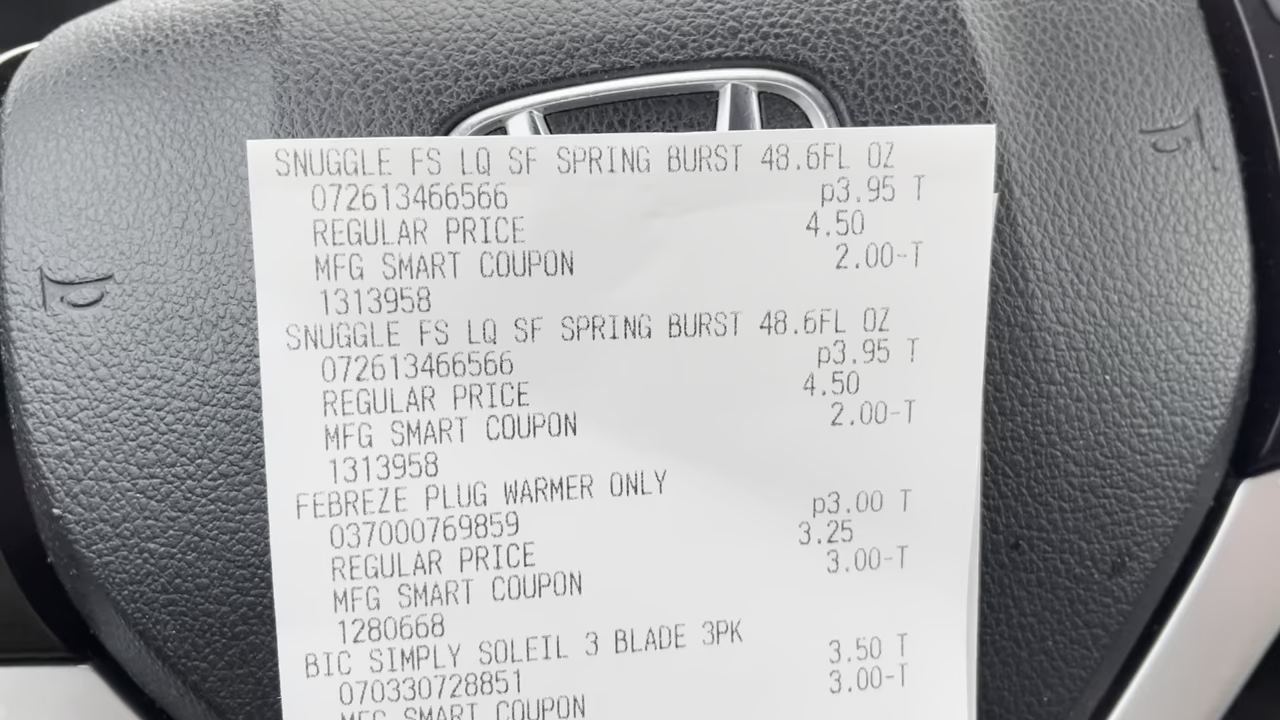 SNUGGLE FS LQ SF SPRING BURST 48.6FL OZ
072613466566 p3.95 T
REGULAR PRICE 4.50
MFG SMART COUPON 2.00-T
1313958
SNUGGLE FS LQ SF SPRING BURST 48.6FL OZ
072613466566 p3.95 T
REGULAR PRICE 4.50
MFG SMART COUPON 2.00-T
1313958
FEBREZE PLUG WARMER ONLY
037000769859 p3.00 T
REGULAR PRICE 3.25
MFG SMART COUPON 3.00-T
1280668
BIC SIMPLY SOLEIL 3 BLADE 3PK
070330728851 3.50 T
MFG SMART COUPON 3.00-T